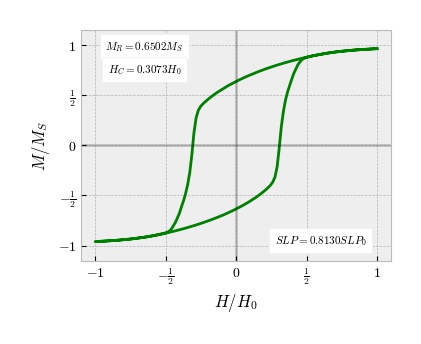 M_R = 0.6502M_S
H_C = 0.3073H_0
SLP = 0.8130SLP_0
M/M_S
1
1/2
0
−1/2
−1
−1
−1/2
0
1/2
1
H/H_0